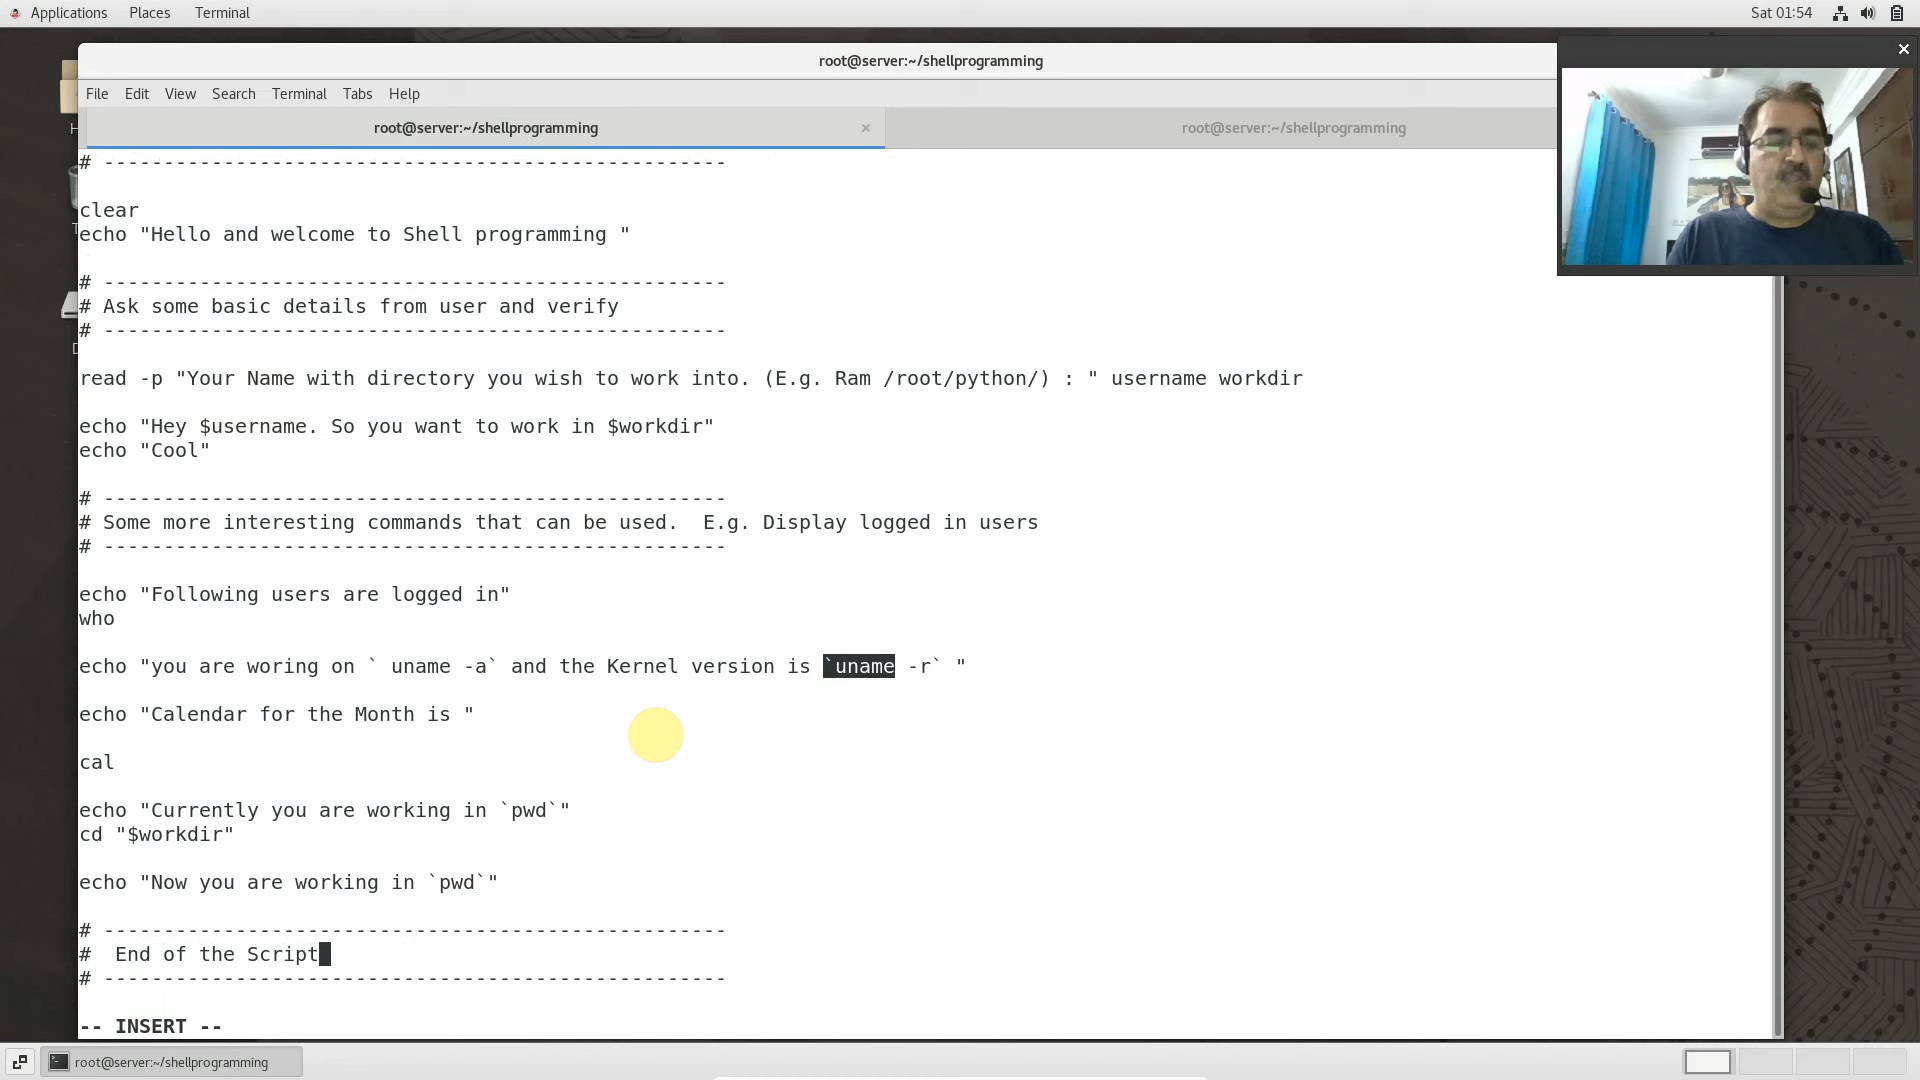 Applications Places Terminal Sat 01:54
root@server:~/shellprogramming
File Edit View Search Terminal Tabs Help
root@server:~/shellprogramming root@server:~/shellprogramming
# ----------------------------------------------------
clear
echo "Hello and welcome to Shell programming "
# ----------------------------------------------------
# Ask some basic details from user and verify
# ----------------------------------------------------
read -p "Your Name with directory you wish to work into. (E.g. Ram /root/python/) : " username workdir
echo "Hey $username. So you want to work in $workdir"
echo "Cool"
# ----------------------------------------------------
# Some more interesting commands that can be used.  E.g. Display logged in users
# ----------------------------------------------------
echo "Following users are logged in"
who
echo "you are woring on ` uname -a` and the Kernel version is `uname -r` "
echo "Calendar for the Month is "
cal
echo "Currently you are working in `pwd`"
cd "$workdir"
echo "Now you are working in `pwd`"
# ----------------------------------------------------
#  End of the Script
# ----------------------------------------------------
-- INSERT --
root@server:~/shellprogramming